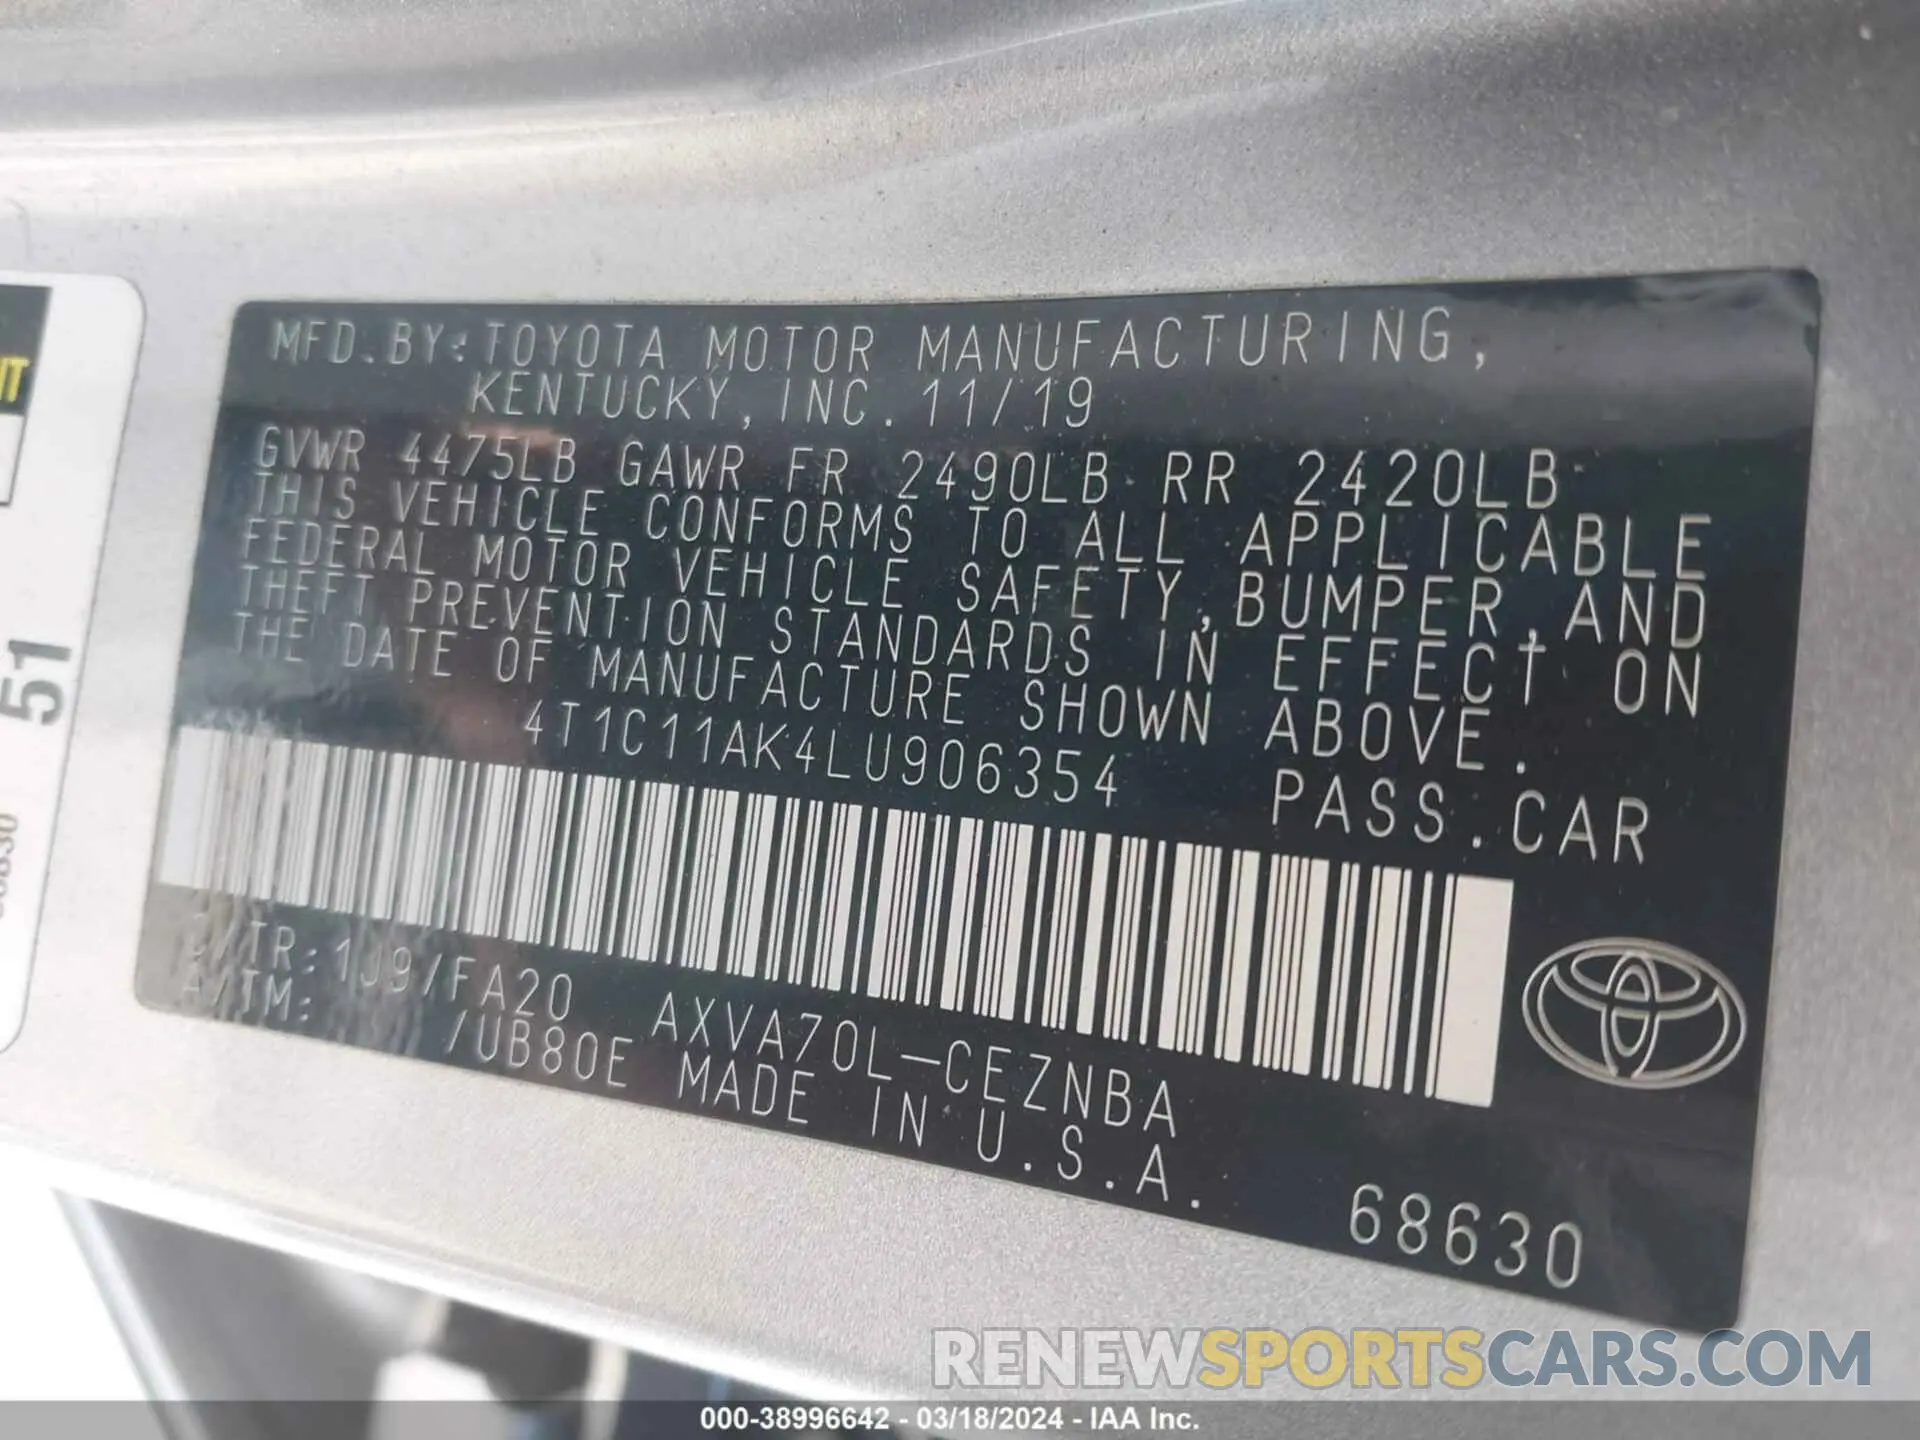 MFD.BY:TOYOTA MOTOR MANUFACTURING,
KENTUCKY,INC.11/19
GVWR 4475LB GAWR FR 2490LB RR 2420LB
THIS VEHICLE CONFORMS TO ALL APPLICABLE
FEDERAL MOTOR VEHICLE SAFETY,BUMPER,AND
THEFT PREVENTION STANDARDS IN EFFECT ON
THE DATE OF MANUFACTURE SHOWN ABOVE.
4T1C11AK4LU906354 PASS.CAR
C/TR:1J9/FA20 AXVA70L-CEZNBA
A/TM: /UB80E MADE IN U.S.A.
68630
51
RENEWSPORTSCARS.COM
000-38996642 - 03/18/2024 - IAA Inc.